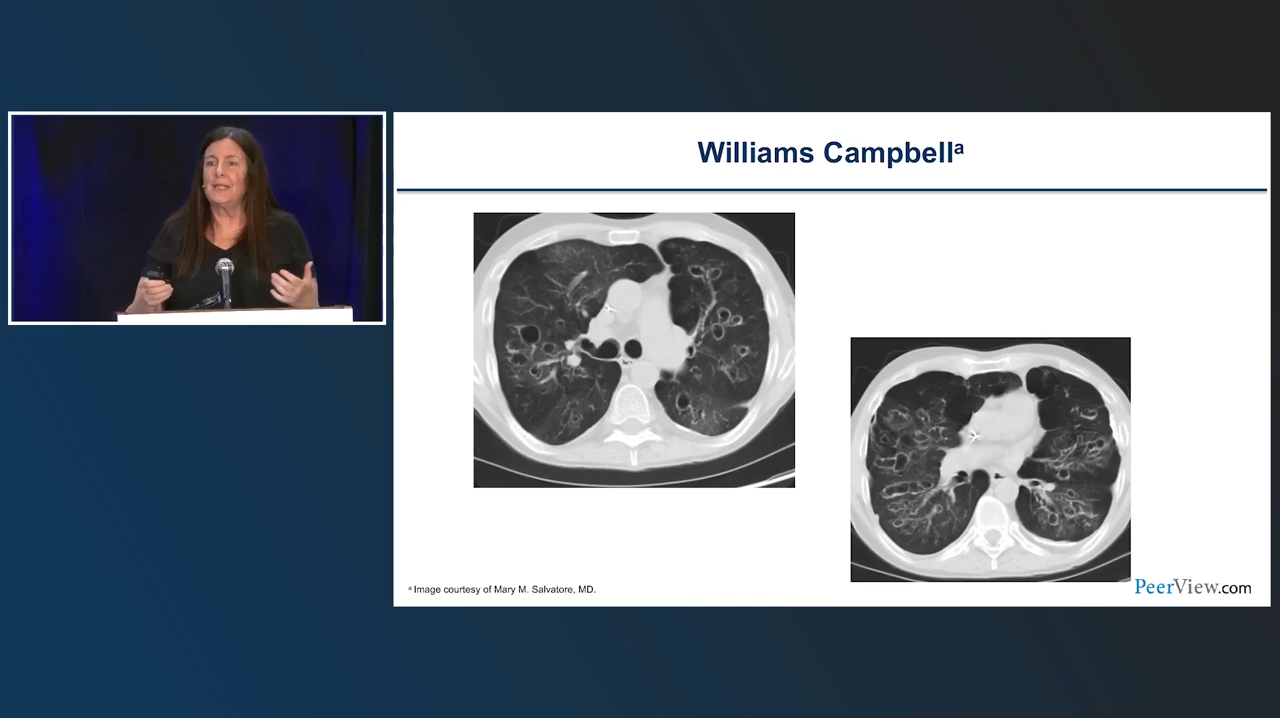 Williams Campbellᵃ
ᵃ Image courtesy of Mary M. Salvatore, MD.
PeerView.com